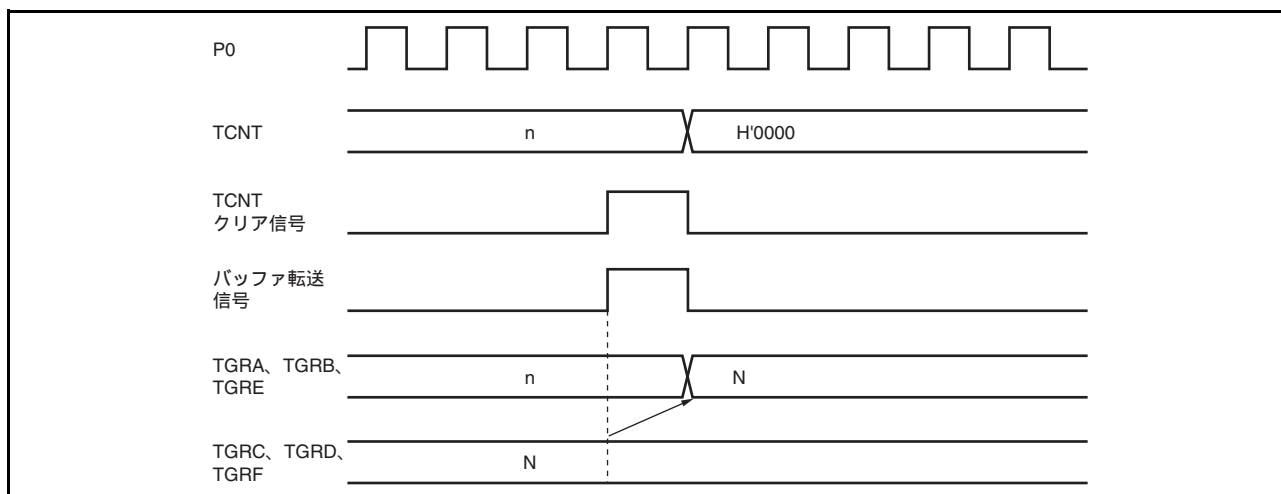 P0
TCNT
n
H'0000
TCNT
クリア信号
バッファ転送
信号
TGRA、TGRB、
TGRE
n
N
TGRC、TGRD、
TGRF
N